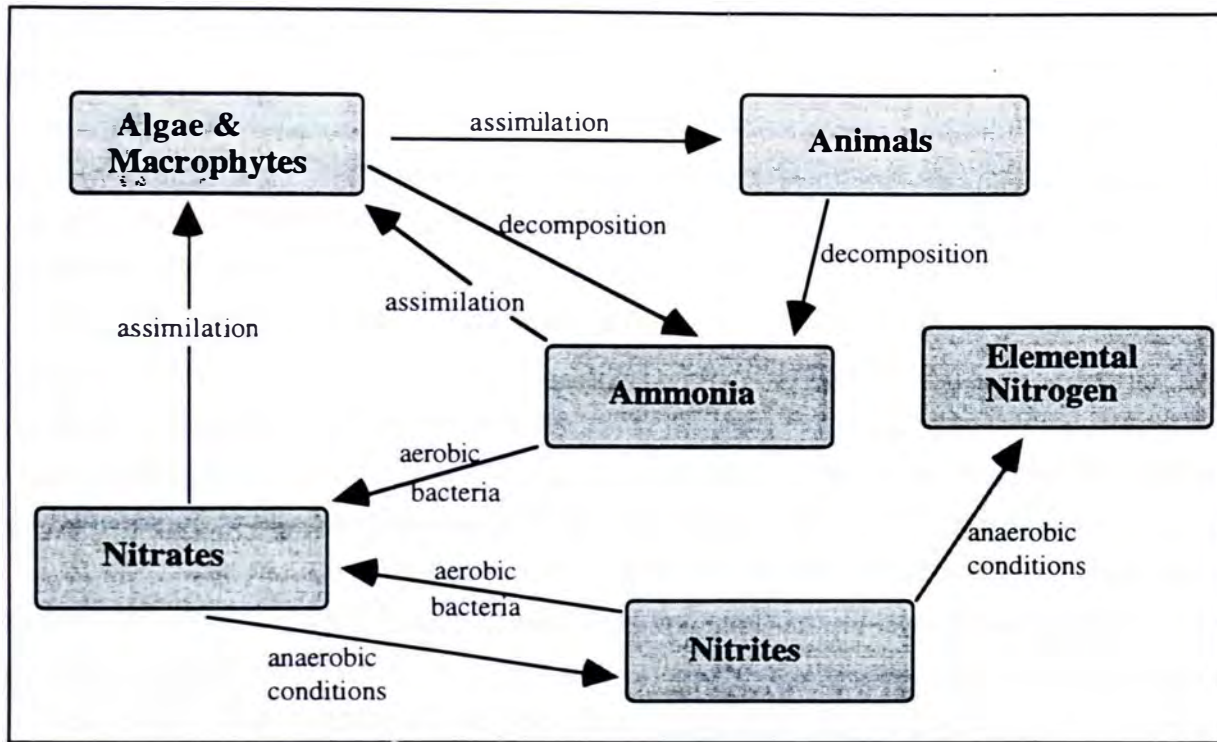 Algae &
Macrophytes
assimilation
Animals
decomposition
decomposition
assimilation
assimilation
Ammonia
Elemental
Nitrogen
aerobic
bacteria
Nitrates
aerobic
bacteria
anaerobic
conditions
Nitrites
anaerobic
conditions